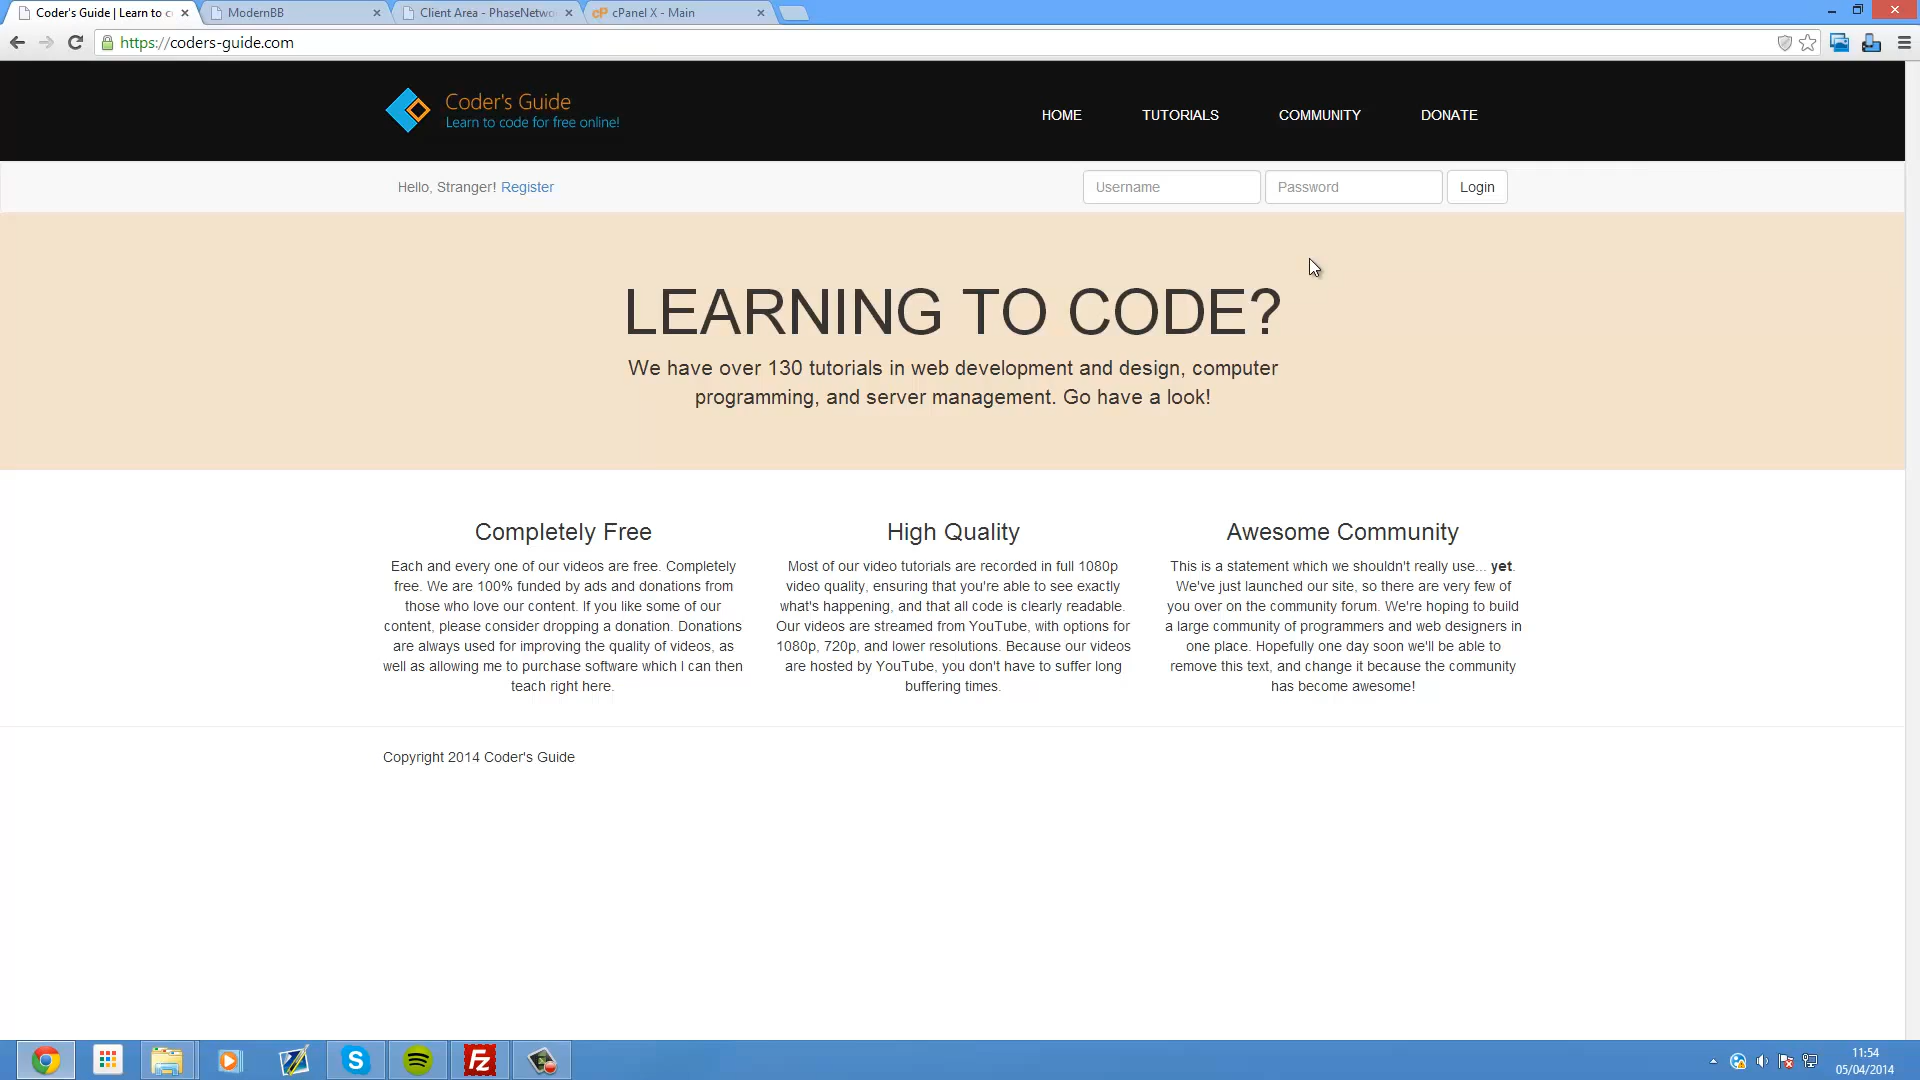 Coder's Guide | Learn to c
ModernBB
Client Area - PhaseNetwo
cP cPanel X - Main
https://coders-guide.com
Coder's Guide
Learn to code for free online!
HOME TUTORIALS COMMUNITY DONATE
Hello, Stranger! Register
Username Password Login
LEARNING TO CODE?
We have over 130 tutorials in web development and design, computer
programming, and server management. Go have a look!
Completely Free
Each and every one of our videos are free. Completely
free. We are 100% funded by ads and donations from
those who love our content. If you like some of our
content, please consider dropping a donation. Donations
are always used for improving the quality of videos, as
well as allowing me to purchase software which I can then
teach right here.
High Quality
Most of our video tutorials are recorded in full 1080p
video quality, ensuring that you're able to see exactly
what's happening, and that all code is clearly readable.
Our videos are streamed from YouTube, with options for
1080p, 720p, and lower resolutions. Because our videos
are hosted by YouTube, you don't have to suffer long
buffering times.
Awesome Community
This is a statement which we shouldn't really use... yet.
We've just launched our site, so there are very few of
you over on the community forum. We're hoping to build
a large community of programmers and web designers in
one place. Hopefully one day soon we'll be able to
remove this text, and change it because the community
has become awesome!
Copyright 2014 Coder's Guide
S
Fz
11:54
05/04/2014